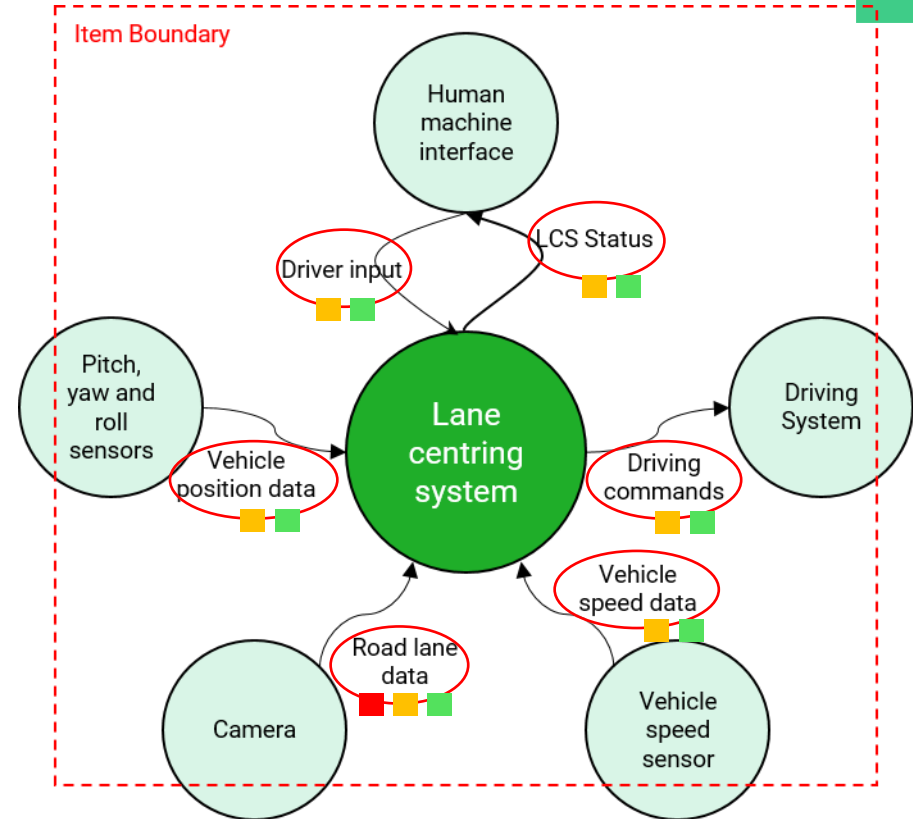 Item Boundary
Human
machine
interface
LCS Status
Driver input
Pitch,
yaw and
roll
sensors
Lane
centring
system
Driving
System
Vehicle
position data
Driving
commands
Vehicle
speed data
Road lane
data
Camera
Vehicle
speed
sensor